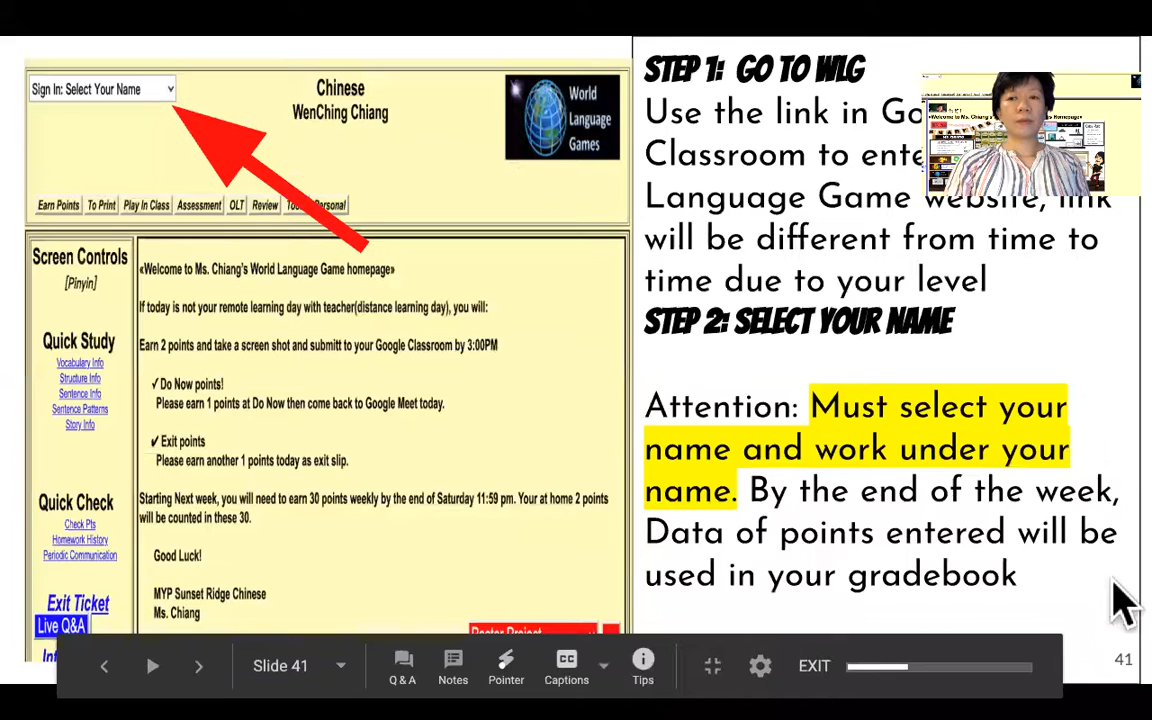 Sign In: Select Your Name
Chinese
WenChing Chiang
World
Language
Games
Earn Points
To Print
Play In Class
Assessment
OLT
Review
Personal
Screen Controls
[Pinyin]
Quick Study
Vocabulary Info
Structure Info
Sentence Info
Sentence Patterns
Story Info
Quick Check
Check Pts
Homework History
Periodic Communication
Exit Ticket
Live Q&A
«Welcome to Ms. Chiang's World Language Game homepage»
If today is not your remote learning day with teacher(distance learning day), you will:
Earn 2 points and take a screen shot and submitt to your Google Classroom by 3:00PM
✓Do Now points!
Please earn 1 points at Do Now then come back to Google Meet today.
✓ Exit points
Please earn another 1 points today as exit slip.
Starting Next week, you will need to earn 30 points weekly by the end of Saturday 11:59 pm. Your at home 2 points
will be counted in these 30.
Good Luck!
MYP Sunset Ridge Chinese
Ms. Chiang
STEP 1: GO TO WLG
Use the link in
Classroom to
Language Game website, link
will be different from time to
time due to your level
STEP 2: SELECT YOUR NAME
Attention: Must select your
name and work under your
name. By the end of the week,
Data of points entered will be
used in your gradebook
Slide 41
Q & A
Notes
Pointer
CC
Captions
Tips
EXIT
41